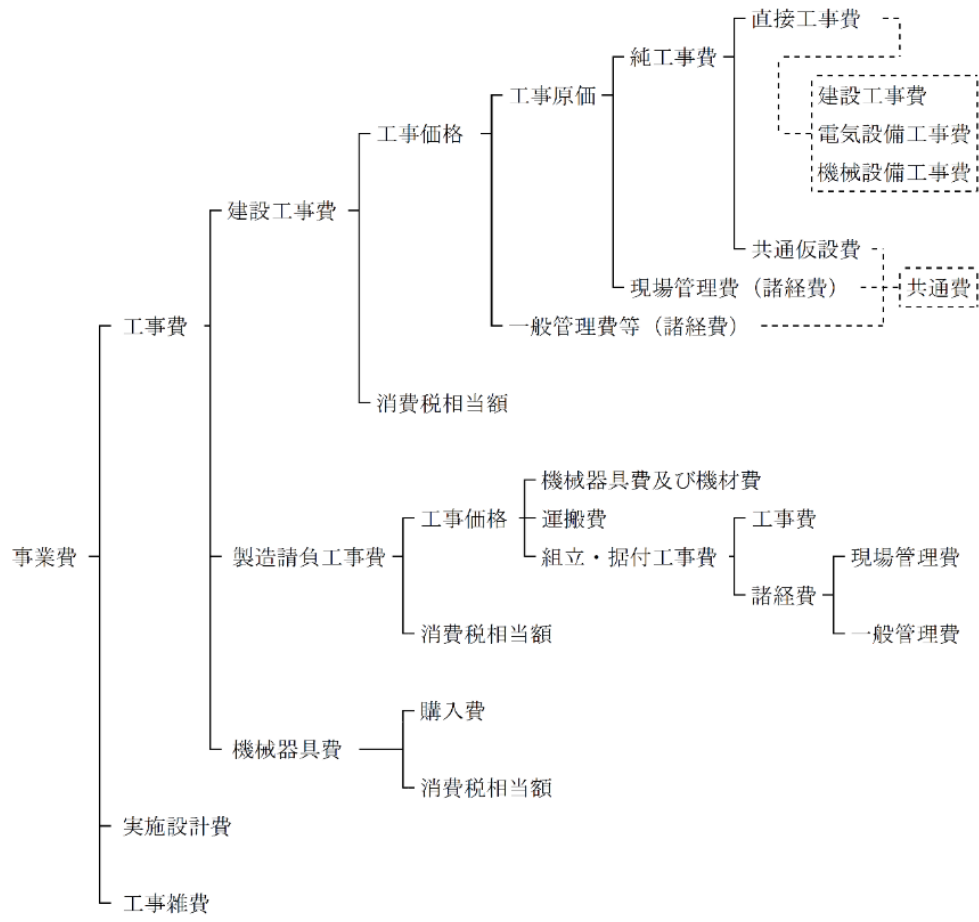 直接工事費
純工事費
工事原価
建設工事費
工事価格
電気設備工事費
機械設備工事費
建設工事費
共通仮設費
現場管理費（諸経費）
共通費
工事費
一般管理費等（諸経費）
消費税相当額
機械器具費及び機材費
工事価格
運搬費
工事費
事業費
製造請負工事費
組立・据付工事費
現場管理費
諸経費
消費税相当額
一般管理費
購入費
機械器具費
消費税相当額
実施設計費
工事雑費